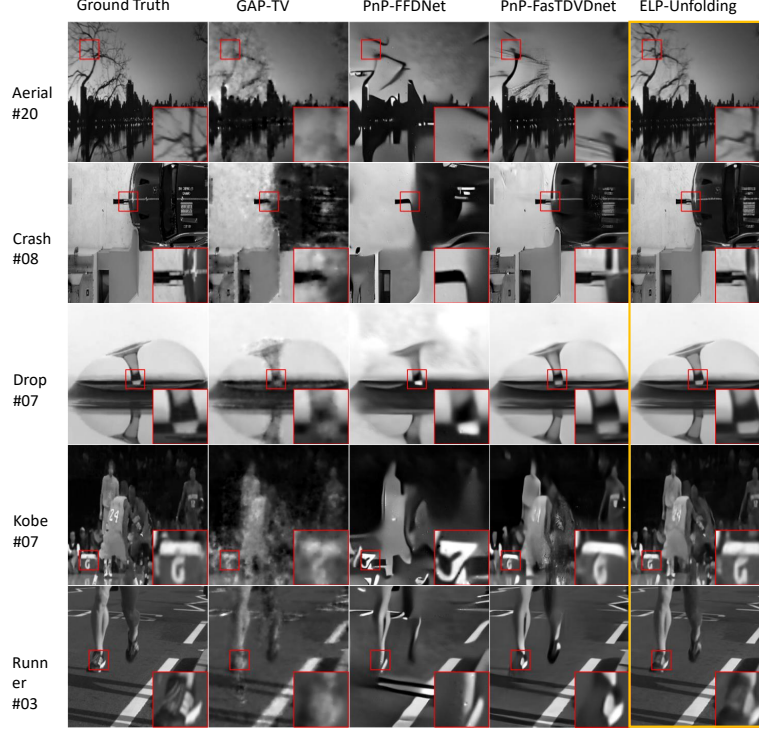 Ground Truth GAP-TV PnP-FFDNet PnP-FasTDVDnet ELP-Unfolding
Aerial
#20
Crash
#08
Drop
#07
Kobe
#07
24
Runn
er
#03